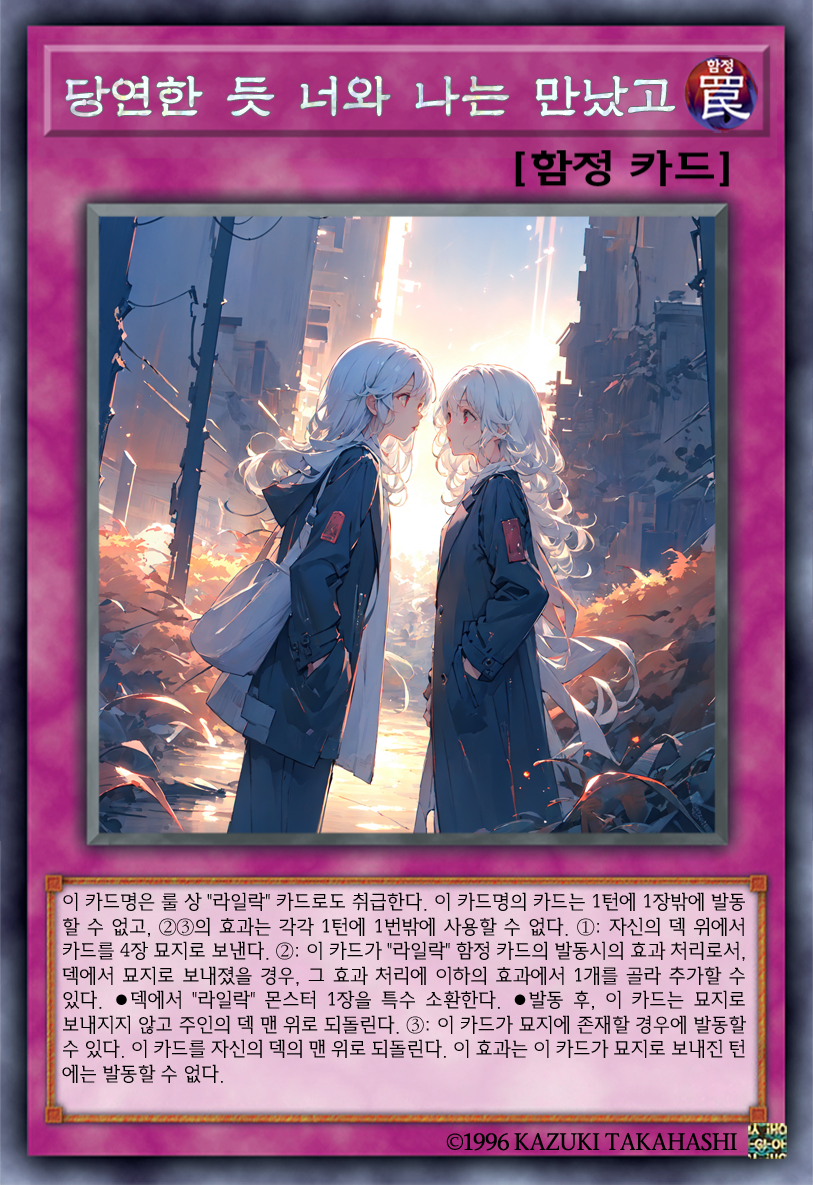 당연한 듯 너와 나는 만났고
함정
罠
[함정 카드]
이 카드명은 룰 상 "라일락" 카드로도 취급한다. 이 카드명의 카드는 1턴에 1장밖에 발동
할 수 없고, ②③의 효과는 각각 1턴에 1번밖에 사용할 수 없다. ①: 자신의 덱 위에서
카드를 4장 묘지로 보낸다. ②: 이 카드가 "라일락" 함정 카드의 발동시의 효과 처리로서,
덱에서 묘지로 보내졌을 경우, 그 효과 처리에 이하의 효과에서 1개를 골라 추가할 수
있다. ●덱에서 "라일락" 몬스터 1장을 특수 소환한다. ●발동 후, 이 카드는 묘지로
보내지지 않고 주인의 덱 맨 위로 되돌린다. ③: 이 카드가 묘지에 존재할 경우에 발동할
수 있다. 이 카드를 자신의 덱의 맨 위로 되돌린다. 이 효과는 이 카드가 묘지로 보내진 턴
에는 발동할 수 없다.
©1996 KAZUKI TAKAHASHI